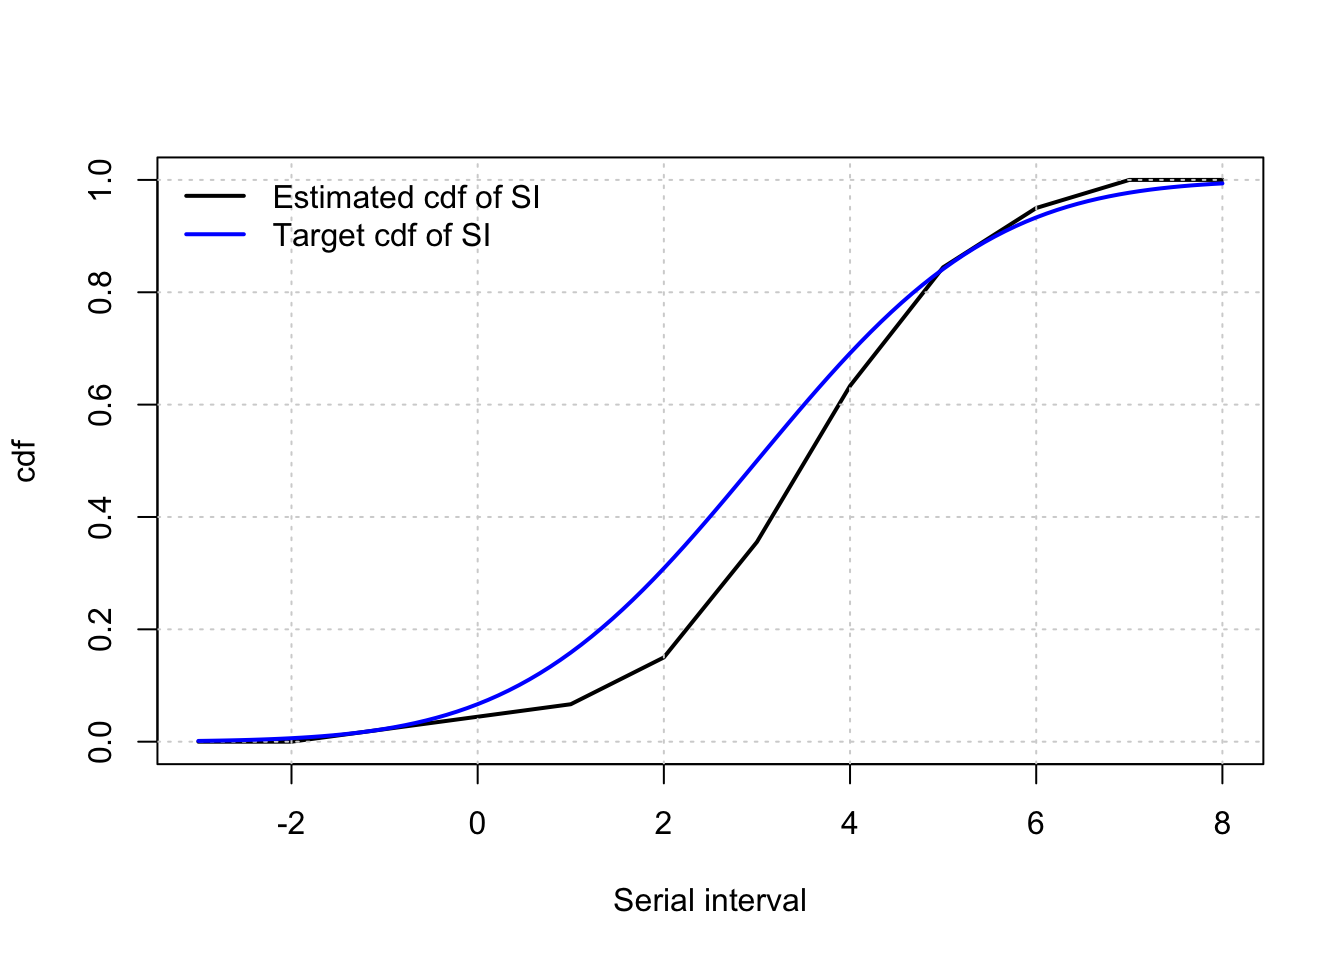 Estimated cdf of SI
Target cdf of SI
cdf
1.0
0.8
0.6
0.4
0.2
0.0
-2 0 2 4 6 8
Serial interval